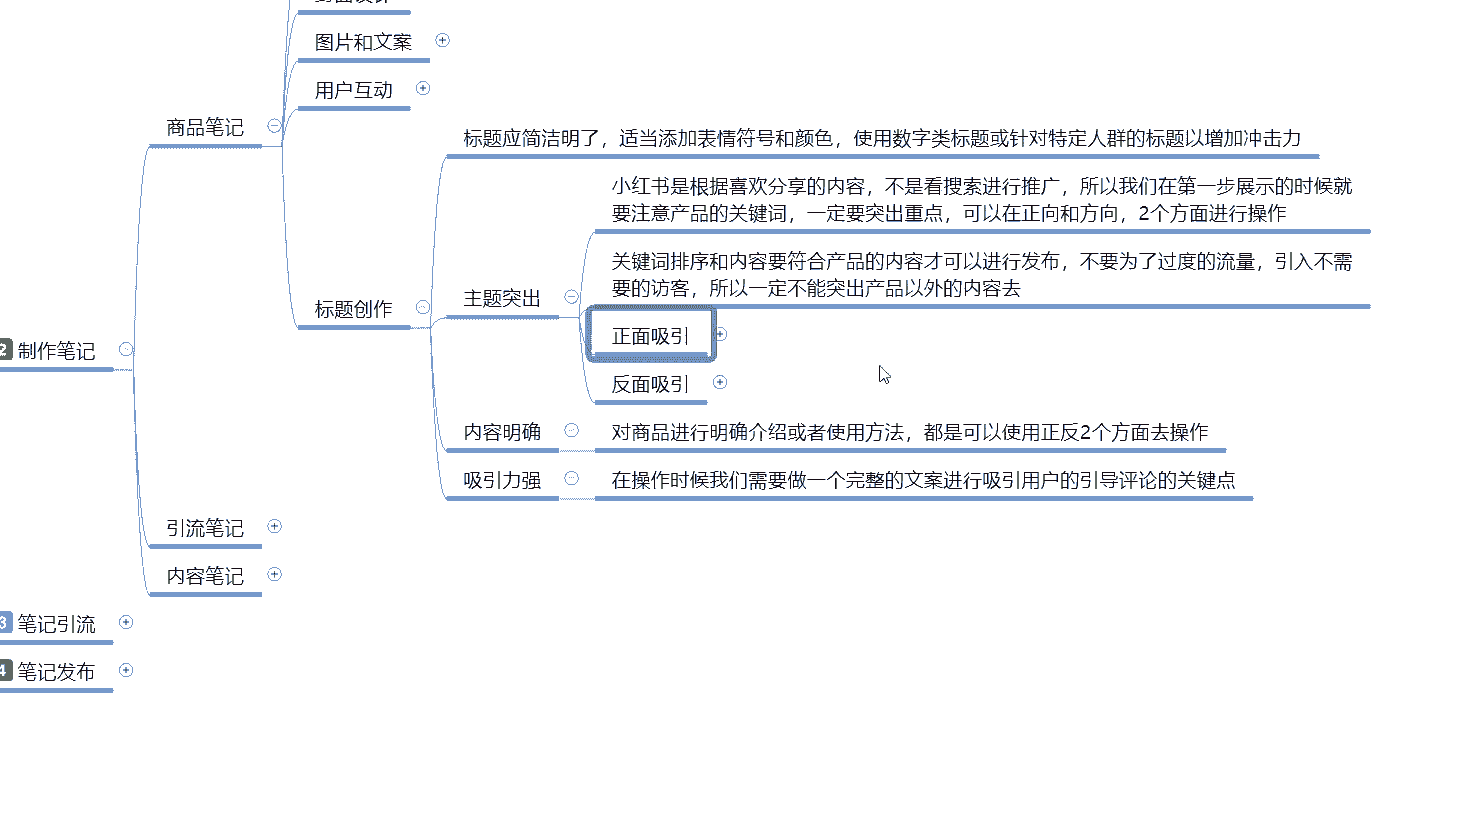 图片和文案
用户互动
商品笔记
标题应简洁明了，适当添加表情符号和颜色，使用数字类标题或针对特定人群的标题以增加冲击力
小红书是根据喜欢分享的内容，不是看搜索进行推广，所以我们在第一步展示的时候就
要注意产品的关键词，一定要突出重点，可以在正向和方向，2个方面进行操作
关键词排序和内容要符合产品的内容才可以进行发布，不要为了过度的流量，引入不需
要的访客，所以一定不能突出产品以外的内容去
主题突出
标题创作
正面吸引
2 制作笔记
反面吸引
内容明确
对商品进行明确介绍或者使用方法，都是可以使用正反2个方面去操作
吸引力强
在操作时候我们需要做一个完整的文案进行吸引用户的引导评论的关键点
引流笔记
内容笔记
3 笔记引流
4 笔记发布